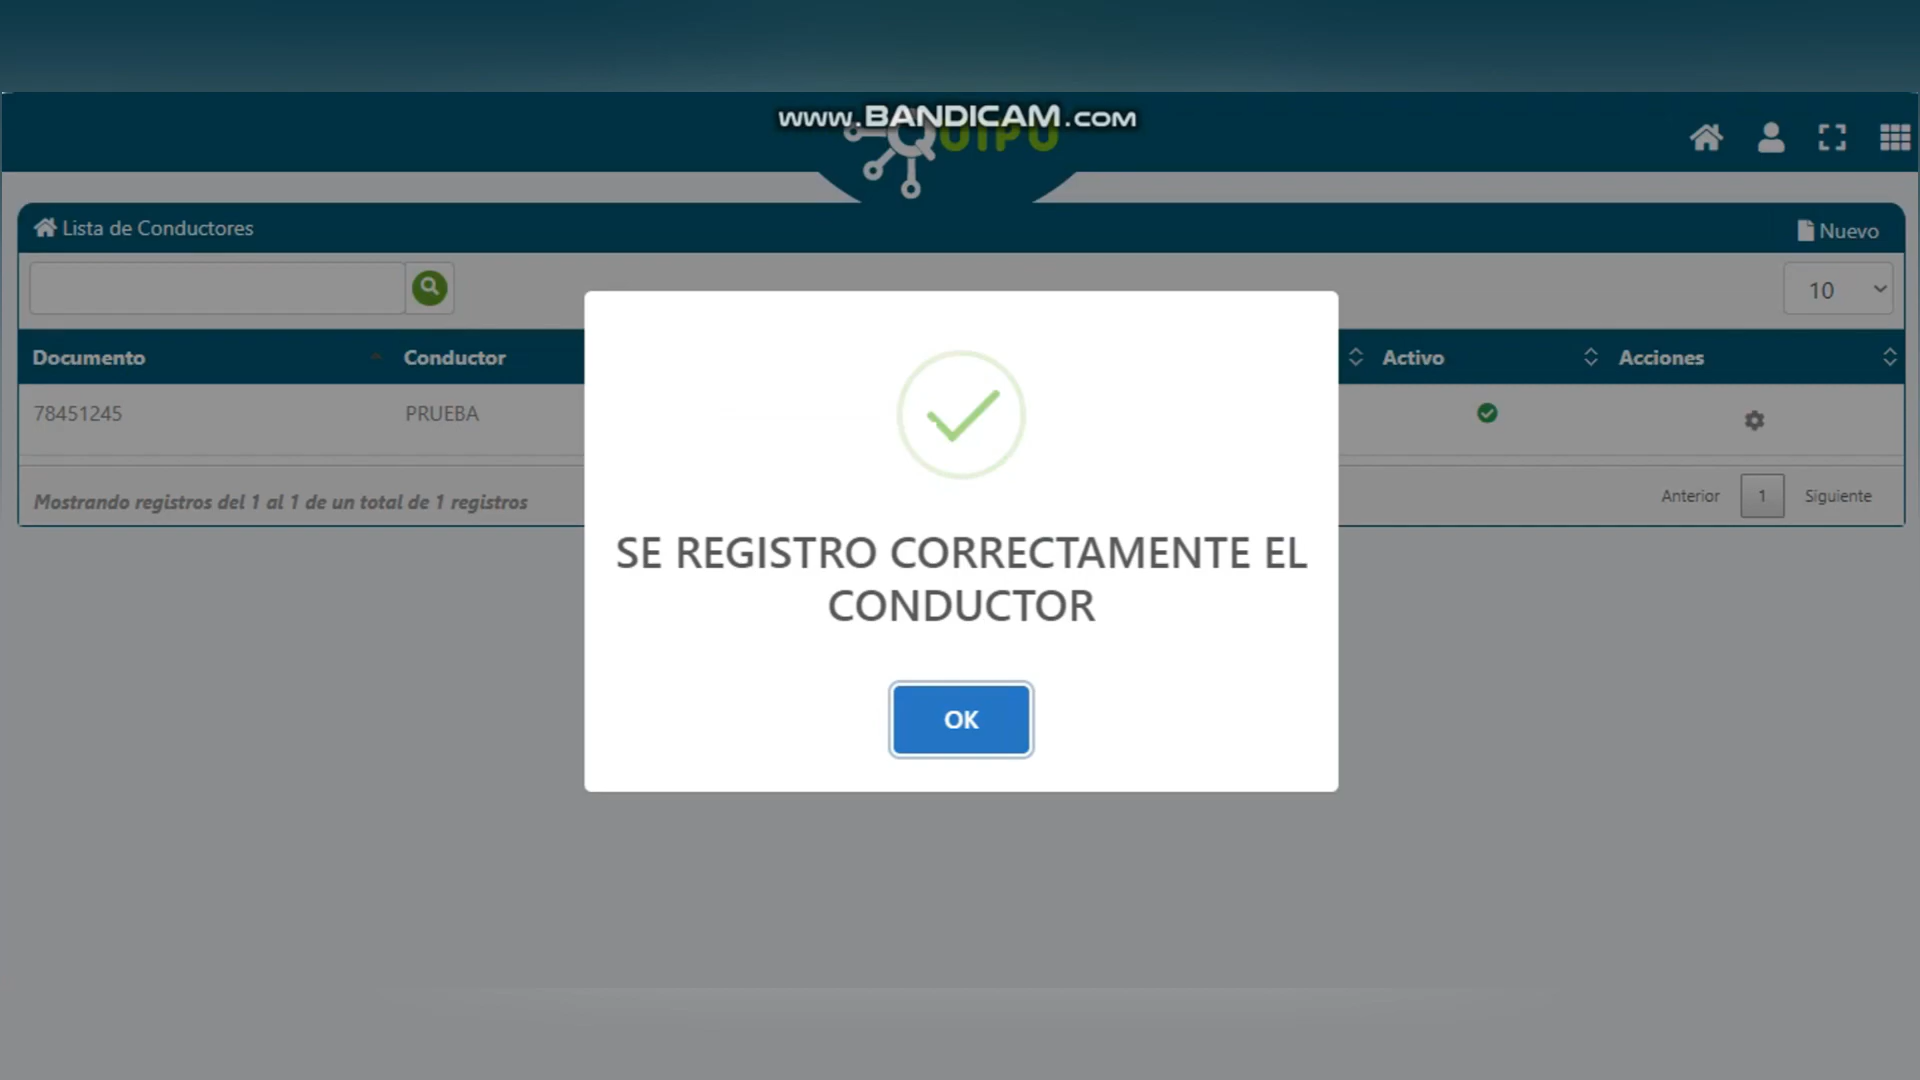 www.BANDICAM.com
QUIPU
Lista de Conductores
Nuevo
10
Documento Conductor Activo Acciones
78451245 PRUEBA
Mostrando registros del 1 al 1 de un total de 1 registros
Anterior 1 Siguiente
SE REGISTRO CORRECTAMENTE EL
CONDUCTOR
OK